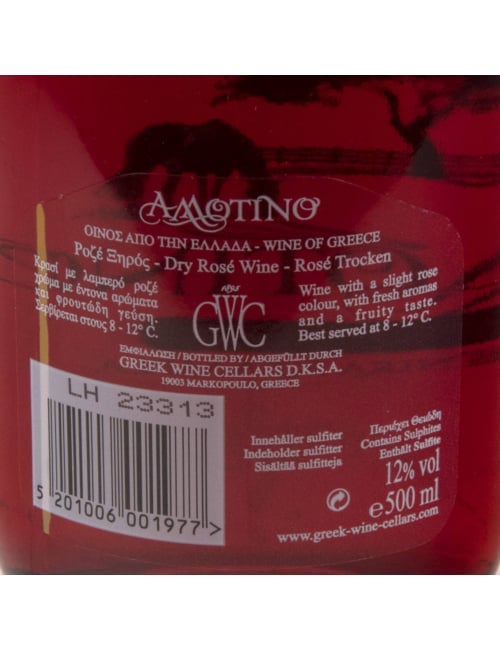 ΑΜΟΤΙΝΟ
ΟΙΝΟΣ ΑΠΟ ΤΗΝ ΕΛΛΑΔΑ - WINE OF GREECE
Ροζέ Ξηρός - Dry Rosé Wine - Rosé Trocken
Κρασί με λαμπερό ροζέ
χρώμα με έντονα αρώματα
και φρουτώδη γεύση.
Σερβίρεται στους 8 - 12° C.
1895
GWC
Wine with a slight rose
colour, with fresh aromas
and a fruity taste.
Best served at 8 - 12° C.
ΕΜΦΙΑΛΩΣΗ / BOTTLED BY / ABGEFÜLLT DURCH
GREEK WINE CELLARS D.K.S.A.
19003 MARKOPOULO, GREECE
LH 23313
5 201006 001977 >
Innehåller sulfiter
Indeholder sulfitter
Sisältää sulfitteja
Περιέχει Θειώδη
Contains Sulphites
Enthält Sulfite
12% vol
e 500 ml
www.greek-wine-cellars.com